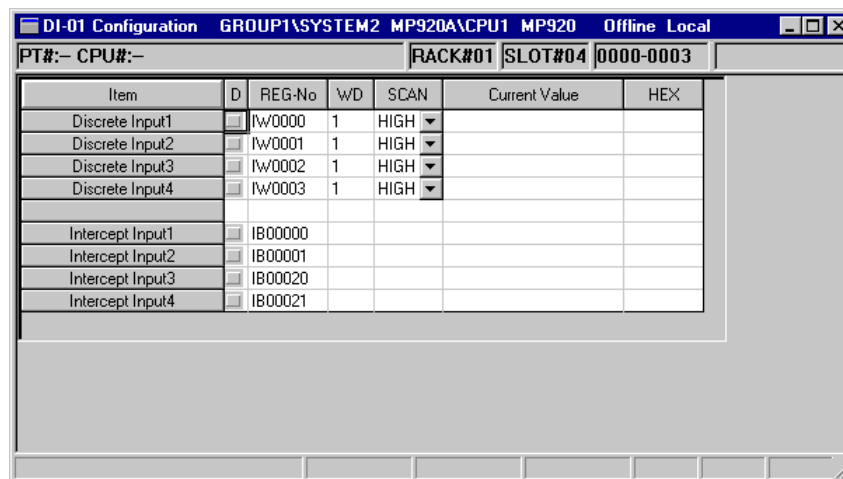 DI-01 Configuration GROUP1\SYSTEM2 MP920A\CPU1 MP920 Offline Local
PT#:– CPU#:– RACK#01 SLOT#04 0000-0003
Item D REG-No WD SCAN Current Value HEX
Discrete Input1 IW0000 1 HIGH
Discrete Input2 IW0001 1 HIGH
Discrete Input3 IW0002 1 HIGH
Discrete Input4 IW0003 1 HIGH
Intercept Input1 IB00000
Intercept Input2 IB00001
Intercept Input3 IB00020
Intercept Input4 IB00021